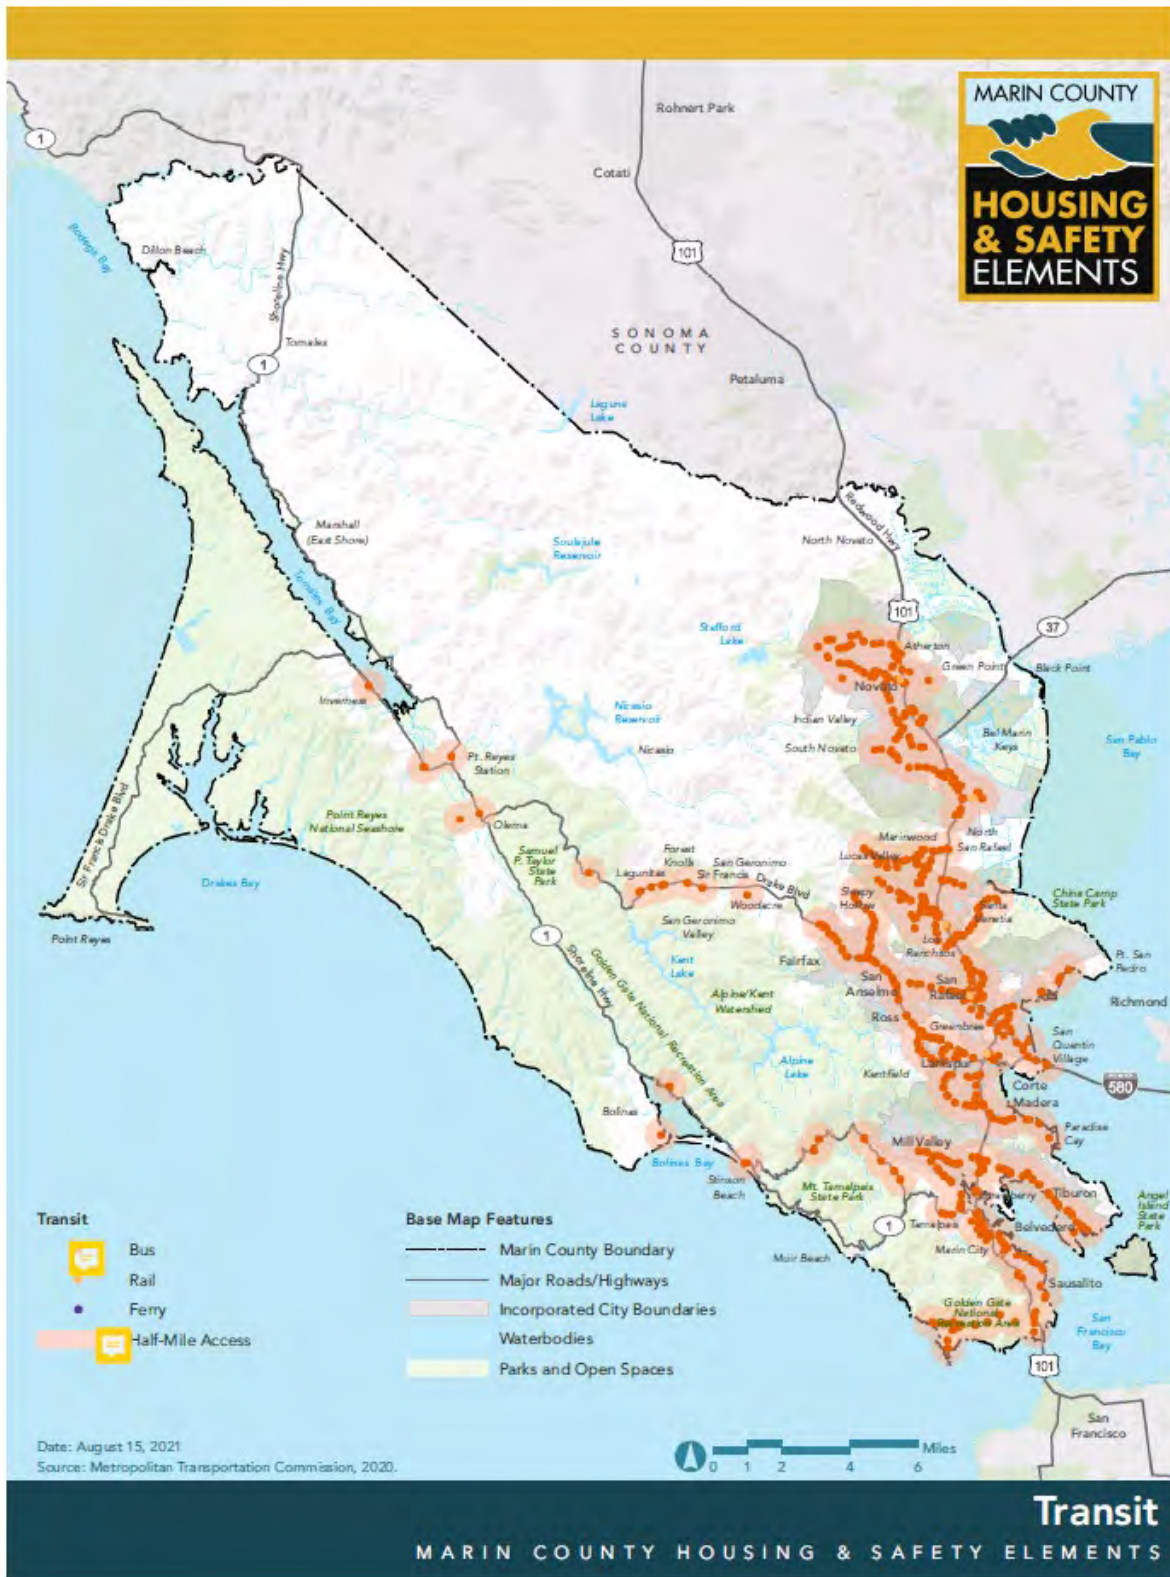 MARIN COUNTY
HOUSING
& SAFETY
ELEMENTS
1
Rohnert Park
Cotati
101
Bodega Bay
Dillon Beach
Shoreline Hwy
Tomales
1
SONOMA
COUNTY
Petaluma
Laguna
Lake
Redwood Hwy
North Novato
Marshall
(East Shore)
Soulajule
Reservoir
Tomales Bay
101
37
Stafford
Lake
Atherton
Green Point
Black Point
Novato
Inverness
Nicasio
Reservoir
Indian Valley
Bel Marin
Keys
San Pablo
Bay
South Novato
Nicasio
Pt. Reyes
Station
Sir Francis Drake Blvd
Point Reyes
National Seashore
Olema
Marinwood
North
San Rafael
Samuel
P. Taylor
State
Park
Forest
Knolls
Lucas Valley
Lagunitas
San Geronimo
Sir Francis Drake Blvd
Drakes Bay
Woodacre
Sleepy
Hollow
Santa
Venetia
China Camp
State Park
San Geronimo
Valley
Point Reyes
1
Los
Ranchitos
Kent
Lake
Fairfax
Pt. San
Pedro
Shoreline Hwy
Golden Gate National Recreation Area
San
Anselmo
San
Rafael
Alpine/Kent
Watershed
Richmond
Ross
Greenbrae
San
Quentin
Village
Alpine
Lake
Larkspur
Kentfield
580
Corte
Madera
Bolinas
Paradise
Cay
Mill Valley
Bolinas Bay
Stinson
Beach
Mt. Tamalpais
State Park
Tiburon
Angel
Island
State
Park
1
Tamalpais
Belvedere
Muir Beach
Marin City
Sausalito
Golden Gate
National
Recreation Area
San
Francisco
Bay
101
San
Francisco
Transit
Bus
Rail
Ferry
Half-Mile Access
Base Map Features
Marin County Boundary
Major Roads/Highways
Incorporated City Boundaries
Waterbodies
Parks and Open Spaces
Date: August 15, 2021
Source: Metropolitan Transportation Commission, 2020.
0 1 2 4 6 Miles
Transit
MARIN COUNTY HOUSING & SAFETY ELEMENTS